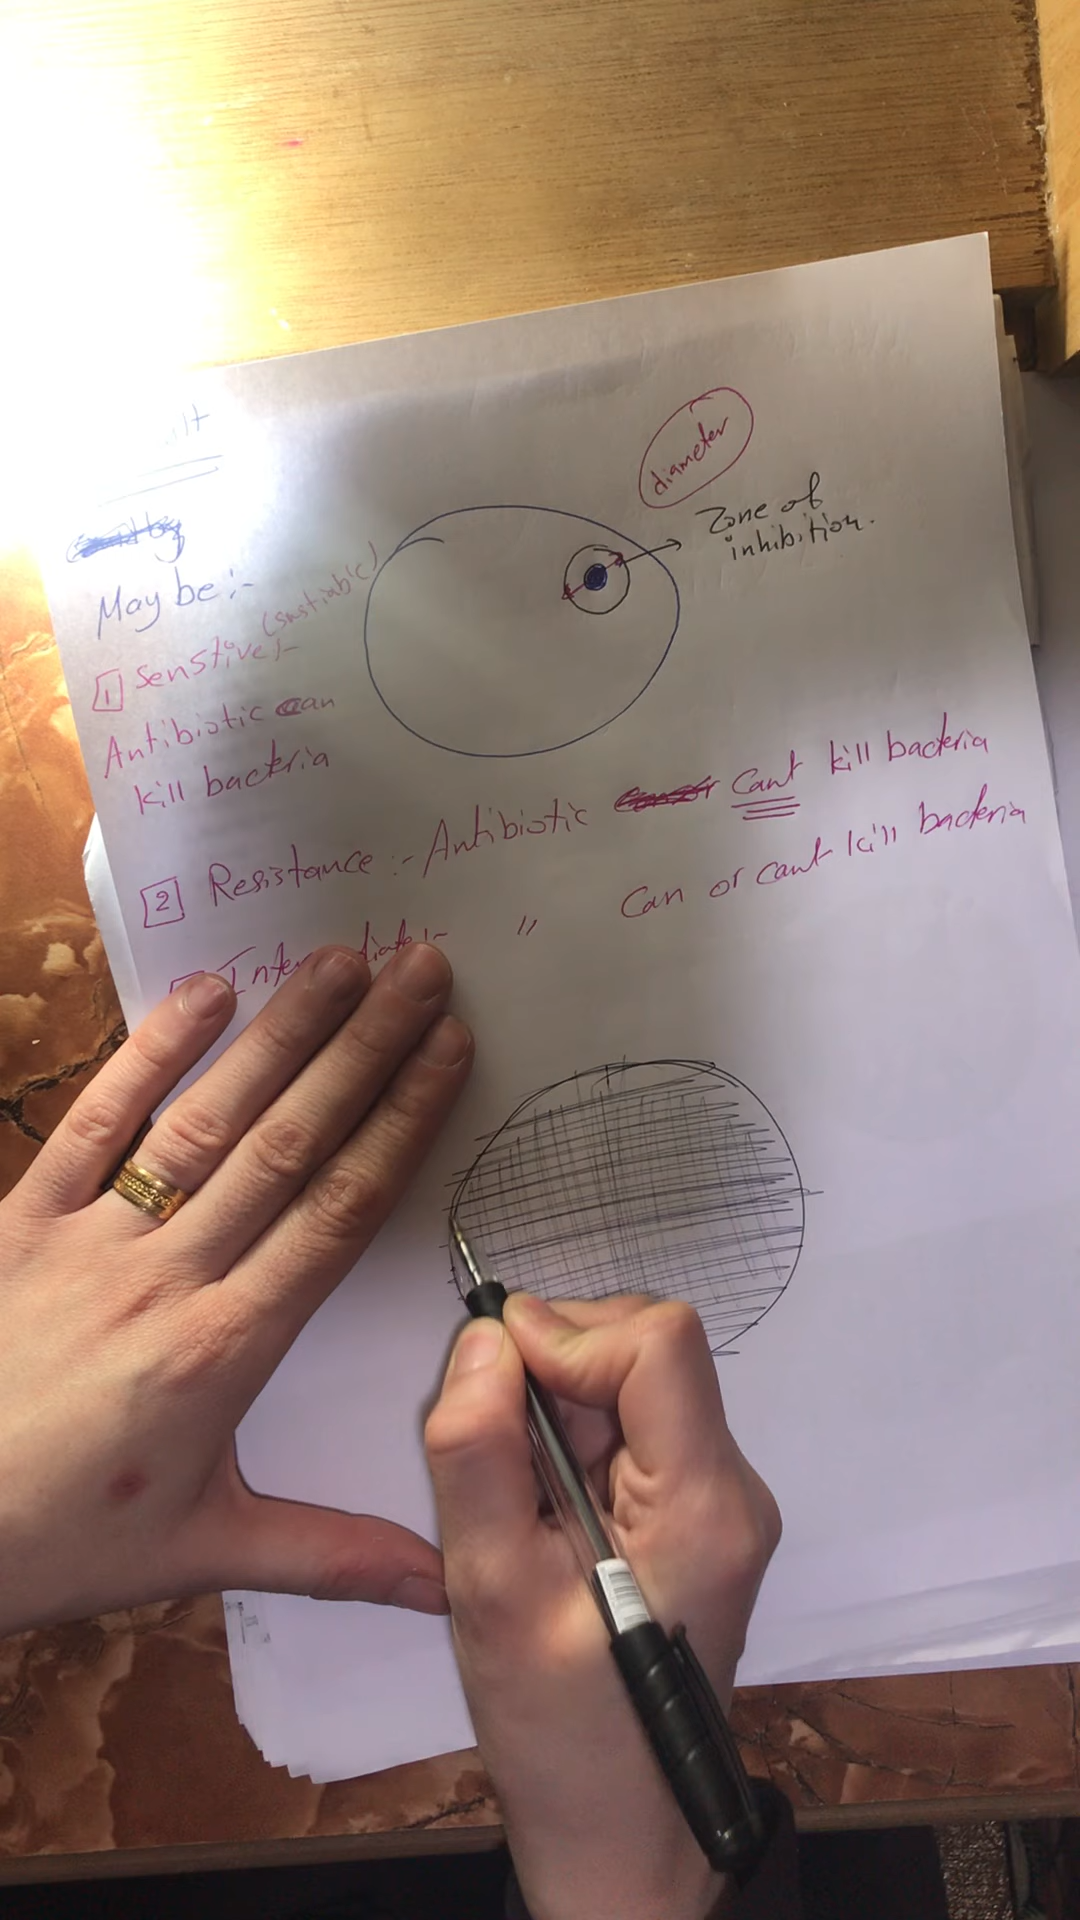 diameter
Zone of
inhibition.
May be :-
1 Senstive :- (sustiable)
Antibiotic can
kill bacteria
2 Resistance :- Antibiotic cant kill bacteria
:- " Can or cant kill bacteria